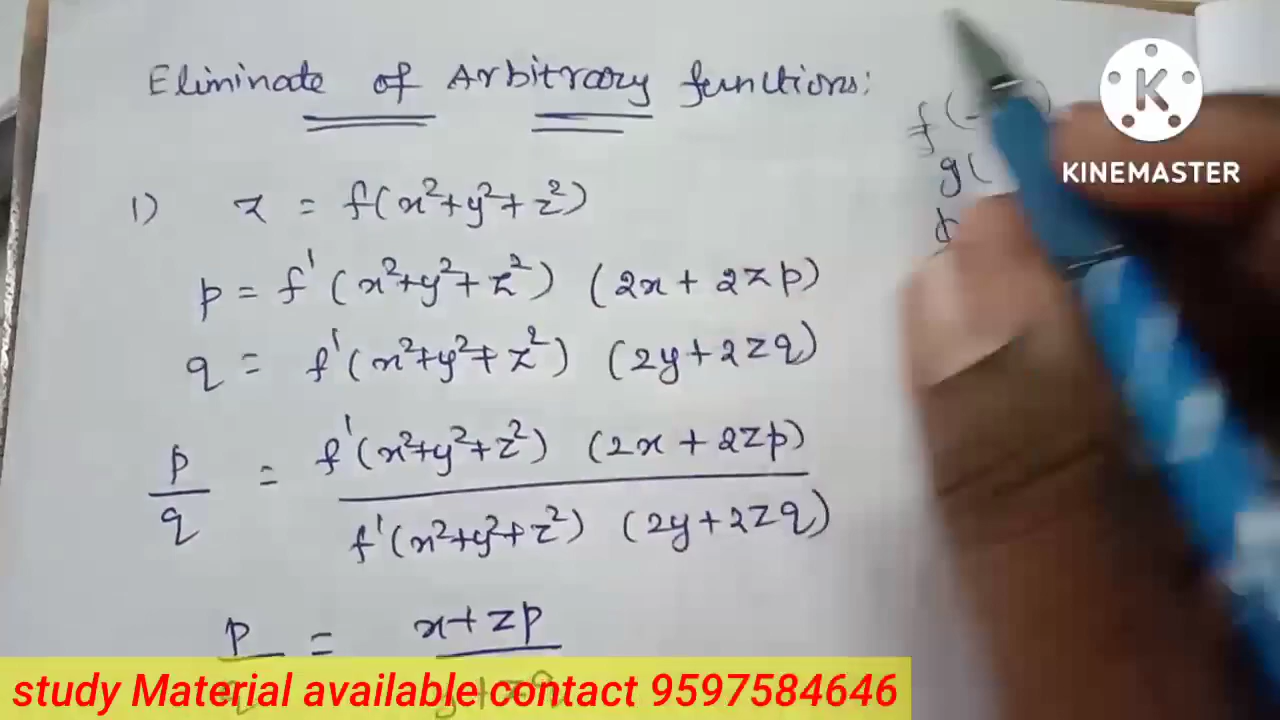 Eliminate of Arbitrary functions:
f(
g(
1) z = f(x²+y²+z²)
p = f'(x²+y²+z²) (2x + 2zp)
q = f'(x²+y²+z²) (2y+2zq)
p/q = f'(x²+y²+z²) (2x + 2zp) / f'(x²+y²+z²) (2y+2zq)
p = x+zp
y+zq
K
KINEMASTER
study Material available contact 9597584646